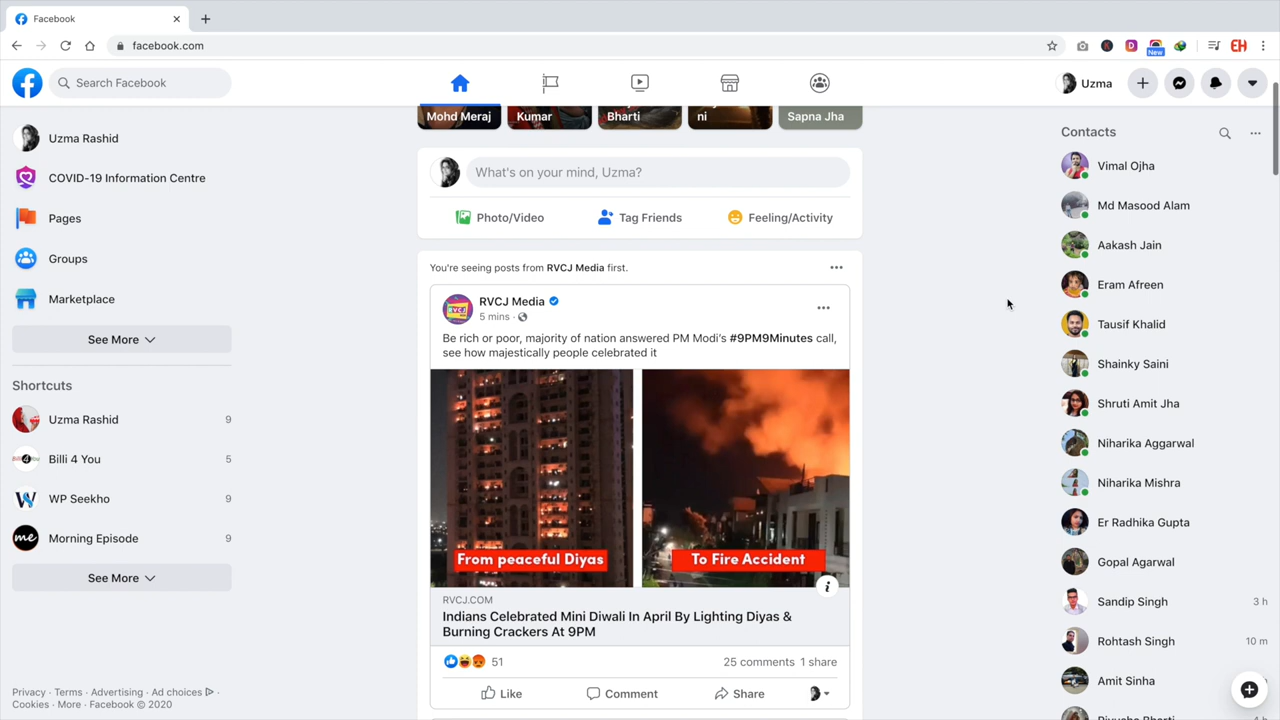 Facebook
facebook.com
New
EH
Search Facebook
Uzma
Uzma Rashid
COVID-19 Information Centre
Pages
Groups
Marketplace
See More
Shortcuts
Uzma Rashid 9
Billi 4 You 5
WP Seekho 9
Morning Episode 9
See More
Privacy · Terms · Advertising · Ad choices ·
Cookies · More · Facebook © 2020
Mohd Meraj
Kumar
Bharti
ni
Sapna Jha
What's on your mind, Uzma?
Photo/Video
Tag Friends
Feeling/Activity
You're seeing posts from RVCJ Media first.
RVCJ Media
5 mins ·
Be rich or poor, majority of nation answered PM Modi's #9PM9Minutes call,
see how majestically people celebrated it
From peaceful Diyas
To Fire Accident
RVCJ.COM
Indians Celebrated Mini Diwali In April By Lighting Diyas &
Burning Crackers At 9PM
51
25 comments 1 share
Like
Comment
Share
Contacts
Vimal Ojha
Md Masood Alam
Aakash Jain
Eram Afreen
Tausif Khalid
Shainky Saini
Shruti Amit Jha
Niharika Aggarwal
Niharika Mishra
Er Radhika Gupta
Gopal Agarwal
Sandip Singh 3 h
Rohtash Singh 10 m
Amit Sinha